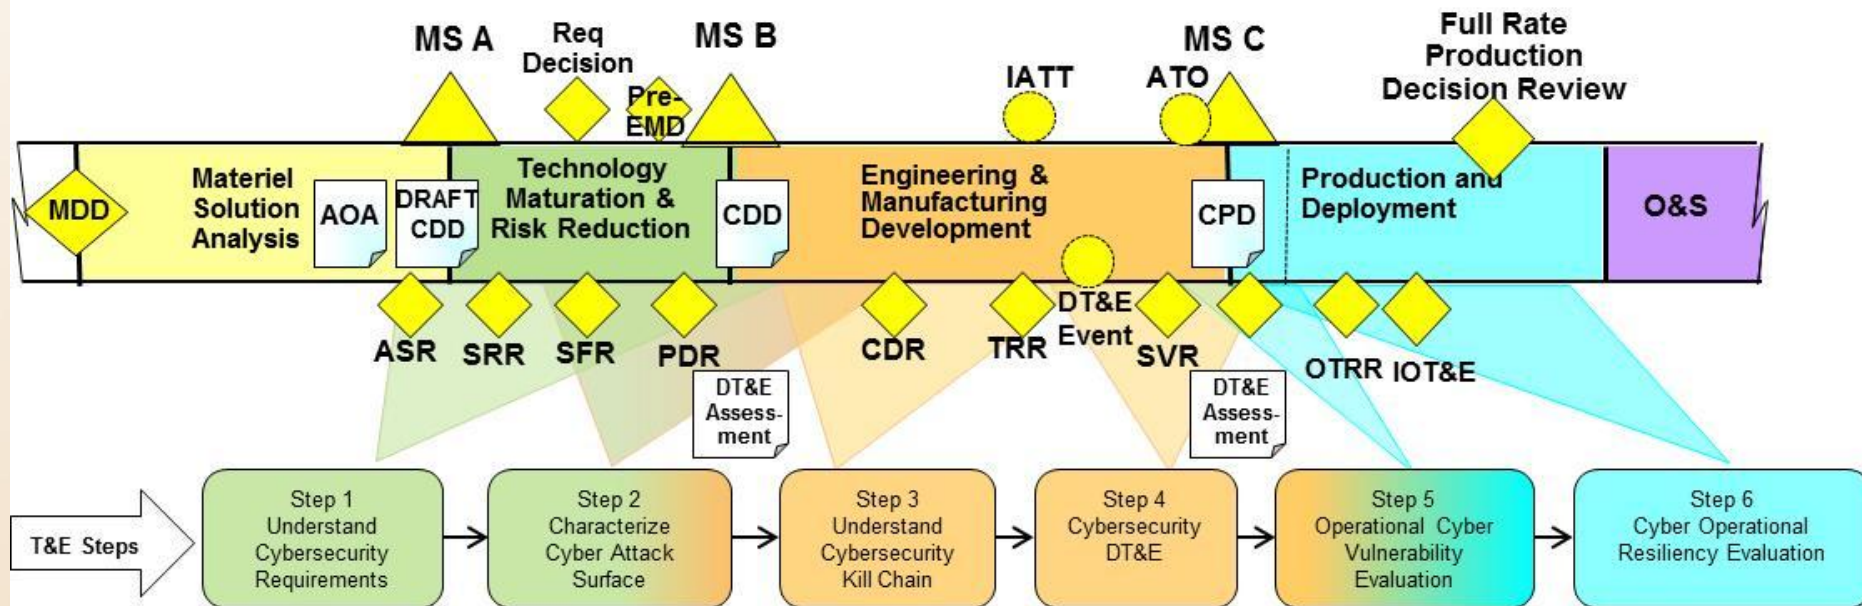 MS A
Req
Decision
Pre-
EMD
MS B
IATT
ATO
MS C
Full Rate
Production
Decision Review
MDD
Materiel
Solution
Analysis
AOA
DRAFT
CDD
Technology
Maturation &
Risk Reduction
CDD
Engineering &
Manufacturing
Development
CPD
Production and
Deployment
O&S
ASR
SRR
SFR
PDR
CDR
TRR
DT&E
Event
SVR
OTRR
IOT&E
DT&E
Assess-
ment
DT&E
Assess-
ment
T&E Steps
Step 1
Understand
Cybersecurity
Requirements
Step 2
Characterize
Cyber Attack
Surface
Step 3
Understand
Cybersecurity
Kill Chain
Step 4
Cybersecurity
DT&E
Step 5
Operational Cyber
Vulnerability
Evaluation
Step 6
Cyber Operational
Resiliency Evaluation